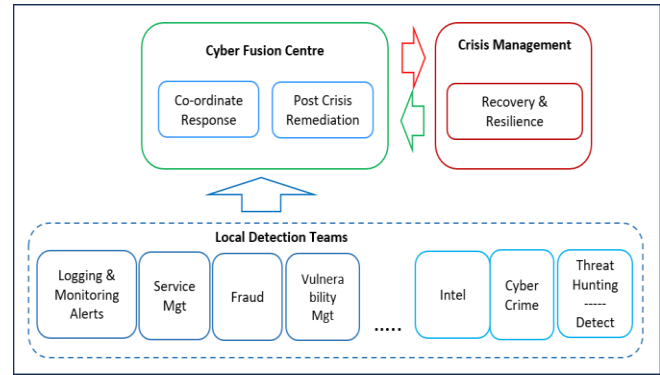 Cyber Fusion Centre
Co-ordinate
Response
Post Crisis
Remediation
Crisis Management
Recovery &
Resilience
Local Detection Teams
Logging &
Monitoring
Alerts
Service
Mgt
Fraud
Vulnera
bility
Mgt
.....
Intel
Cyber
Crime
Threat
Hunting
-----
Detect